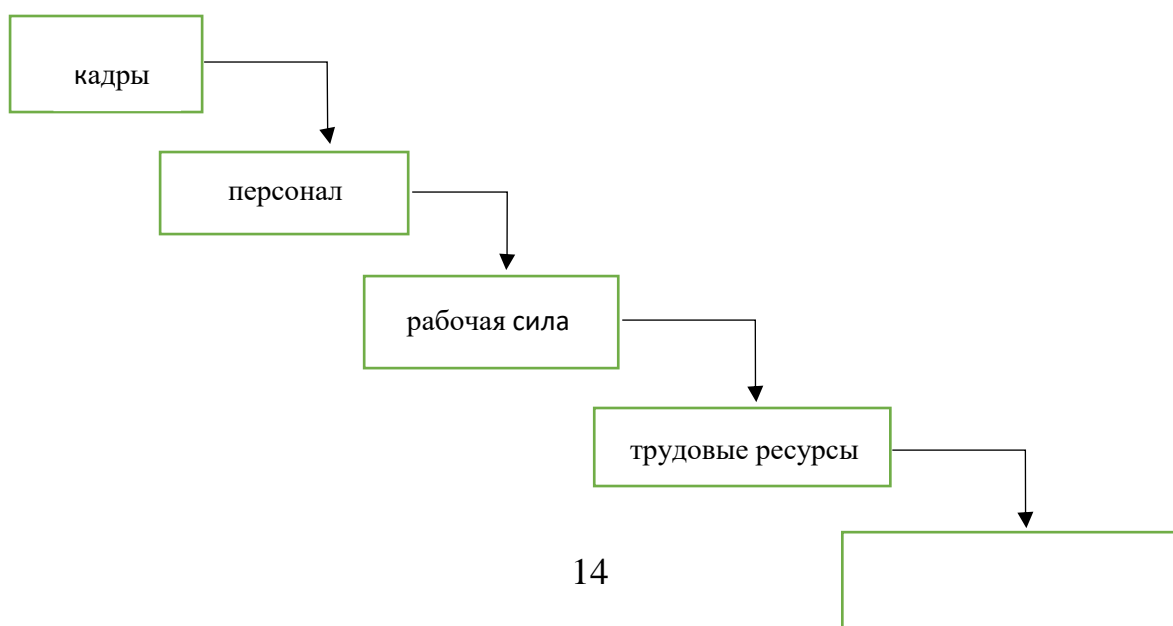 кадры
персонал
рабочая сила
трудовые ресурсы
14